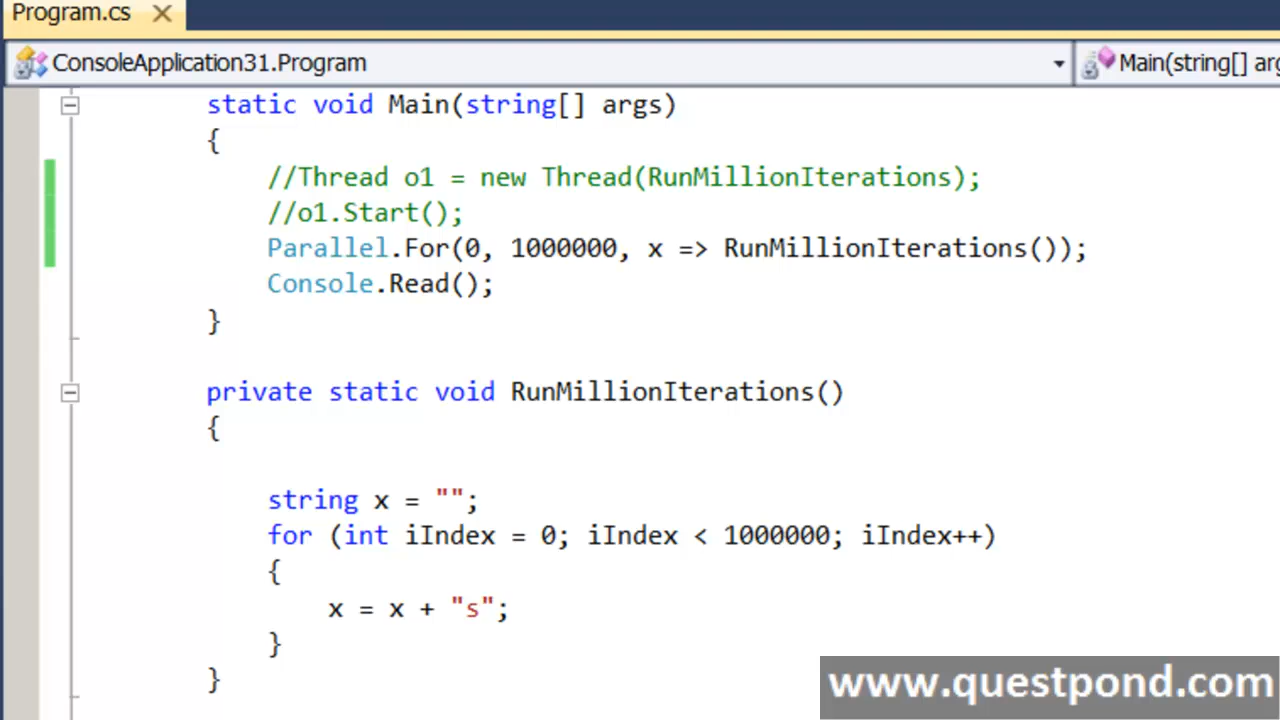 Program.cs
ConsoleApplication31.Program
Main(string[] arg
static void Main(string[] args)
{
//Thread o1 = new Thread(RunMillionIterations);
//o1.Start();
Parallel.For(0, 1000000, x => RunMillionIterations());
Console.Read();
}
private static void RunMillionIterations()
{
string x = "";
for (int iIndex = 0; iIndex < 1000000; iIndex++)
{
x = x + "s";
}
}
www.questpond.com